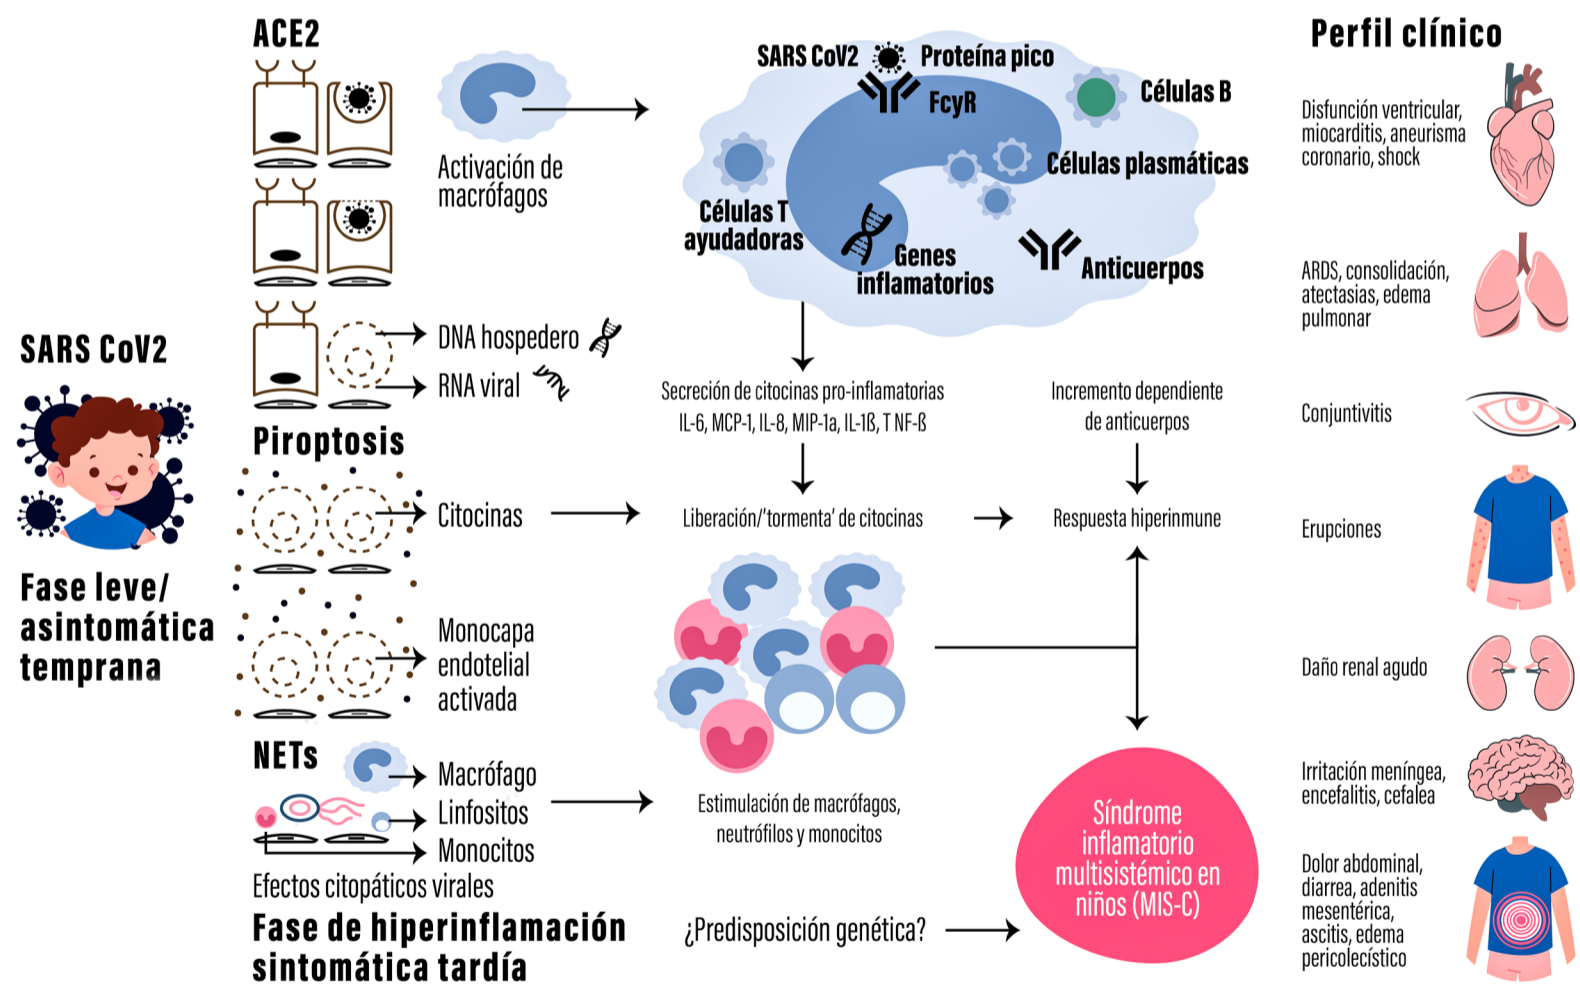 SARS CoV2
Fase leve/
asintomática
temprana
ACE2
Activación de
macrófagos
DNA hospedero
RNA viral
Piroptosis
Citocinas
Monocapa
endotelial
activada
NETs
Macrófago
Linfositos
Monocitos
Efectos citopáticos virales
Fase de hiperinflamación
sintomática tardía
SARS CoV2
Proteína pico
FcyR
Células B
Células plasmáticas
Células T
ayudadoras
Genes
inflamatorios
Anticuerpos
Secreción de citocinas pro-inflamatorias
IL-6, MCP-1, IL-8, MIP-1a, IL-1ß, T NF-ß
Incremento dependiente
de anticuerpos
Liberación/'tormenta' de citocinas
Respuesta hiperinmune
Estimulación de macrófagos,
neutrófilos y monocitos
¿Predisposición genética?
Síndrome
inflamatorio
multisistémico en
niños (MIS-C)
Perfil clínico
Disfunción ventricular,
miocarditis, aneurisma
coronario, shock
ARDS, consolidación,
atectasias, edema
pulmonar
Conjuntivitis
Erupciones
Daño renal agudo
Irritación meníngea,
encefalitis, cefalea
Dolor abdominal,
diarrea, adenitis
mesentérica,
ascitis, edema
pericolecístico